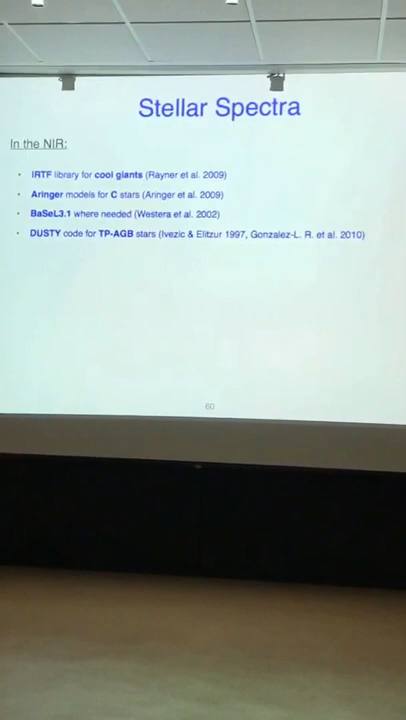 Stellar Spectra
In the NIR:
• IRTF library for cool giants (Rayner et al. 2009)
• Aringer models for C stars (Aringer et al. 2009)
• BaSeL3.1 where needed (Westera et al. 2002)
• DUSTY code for TP-AGB stars (Ivezic & Elitzur 1997, Gonzalez-L. R. et al. 2010)
60